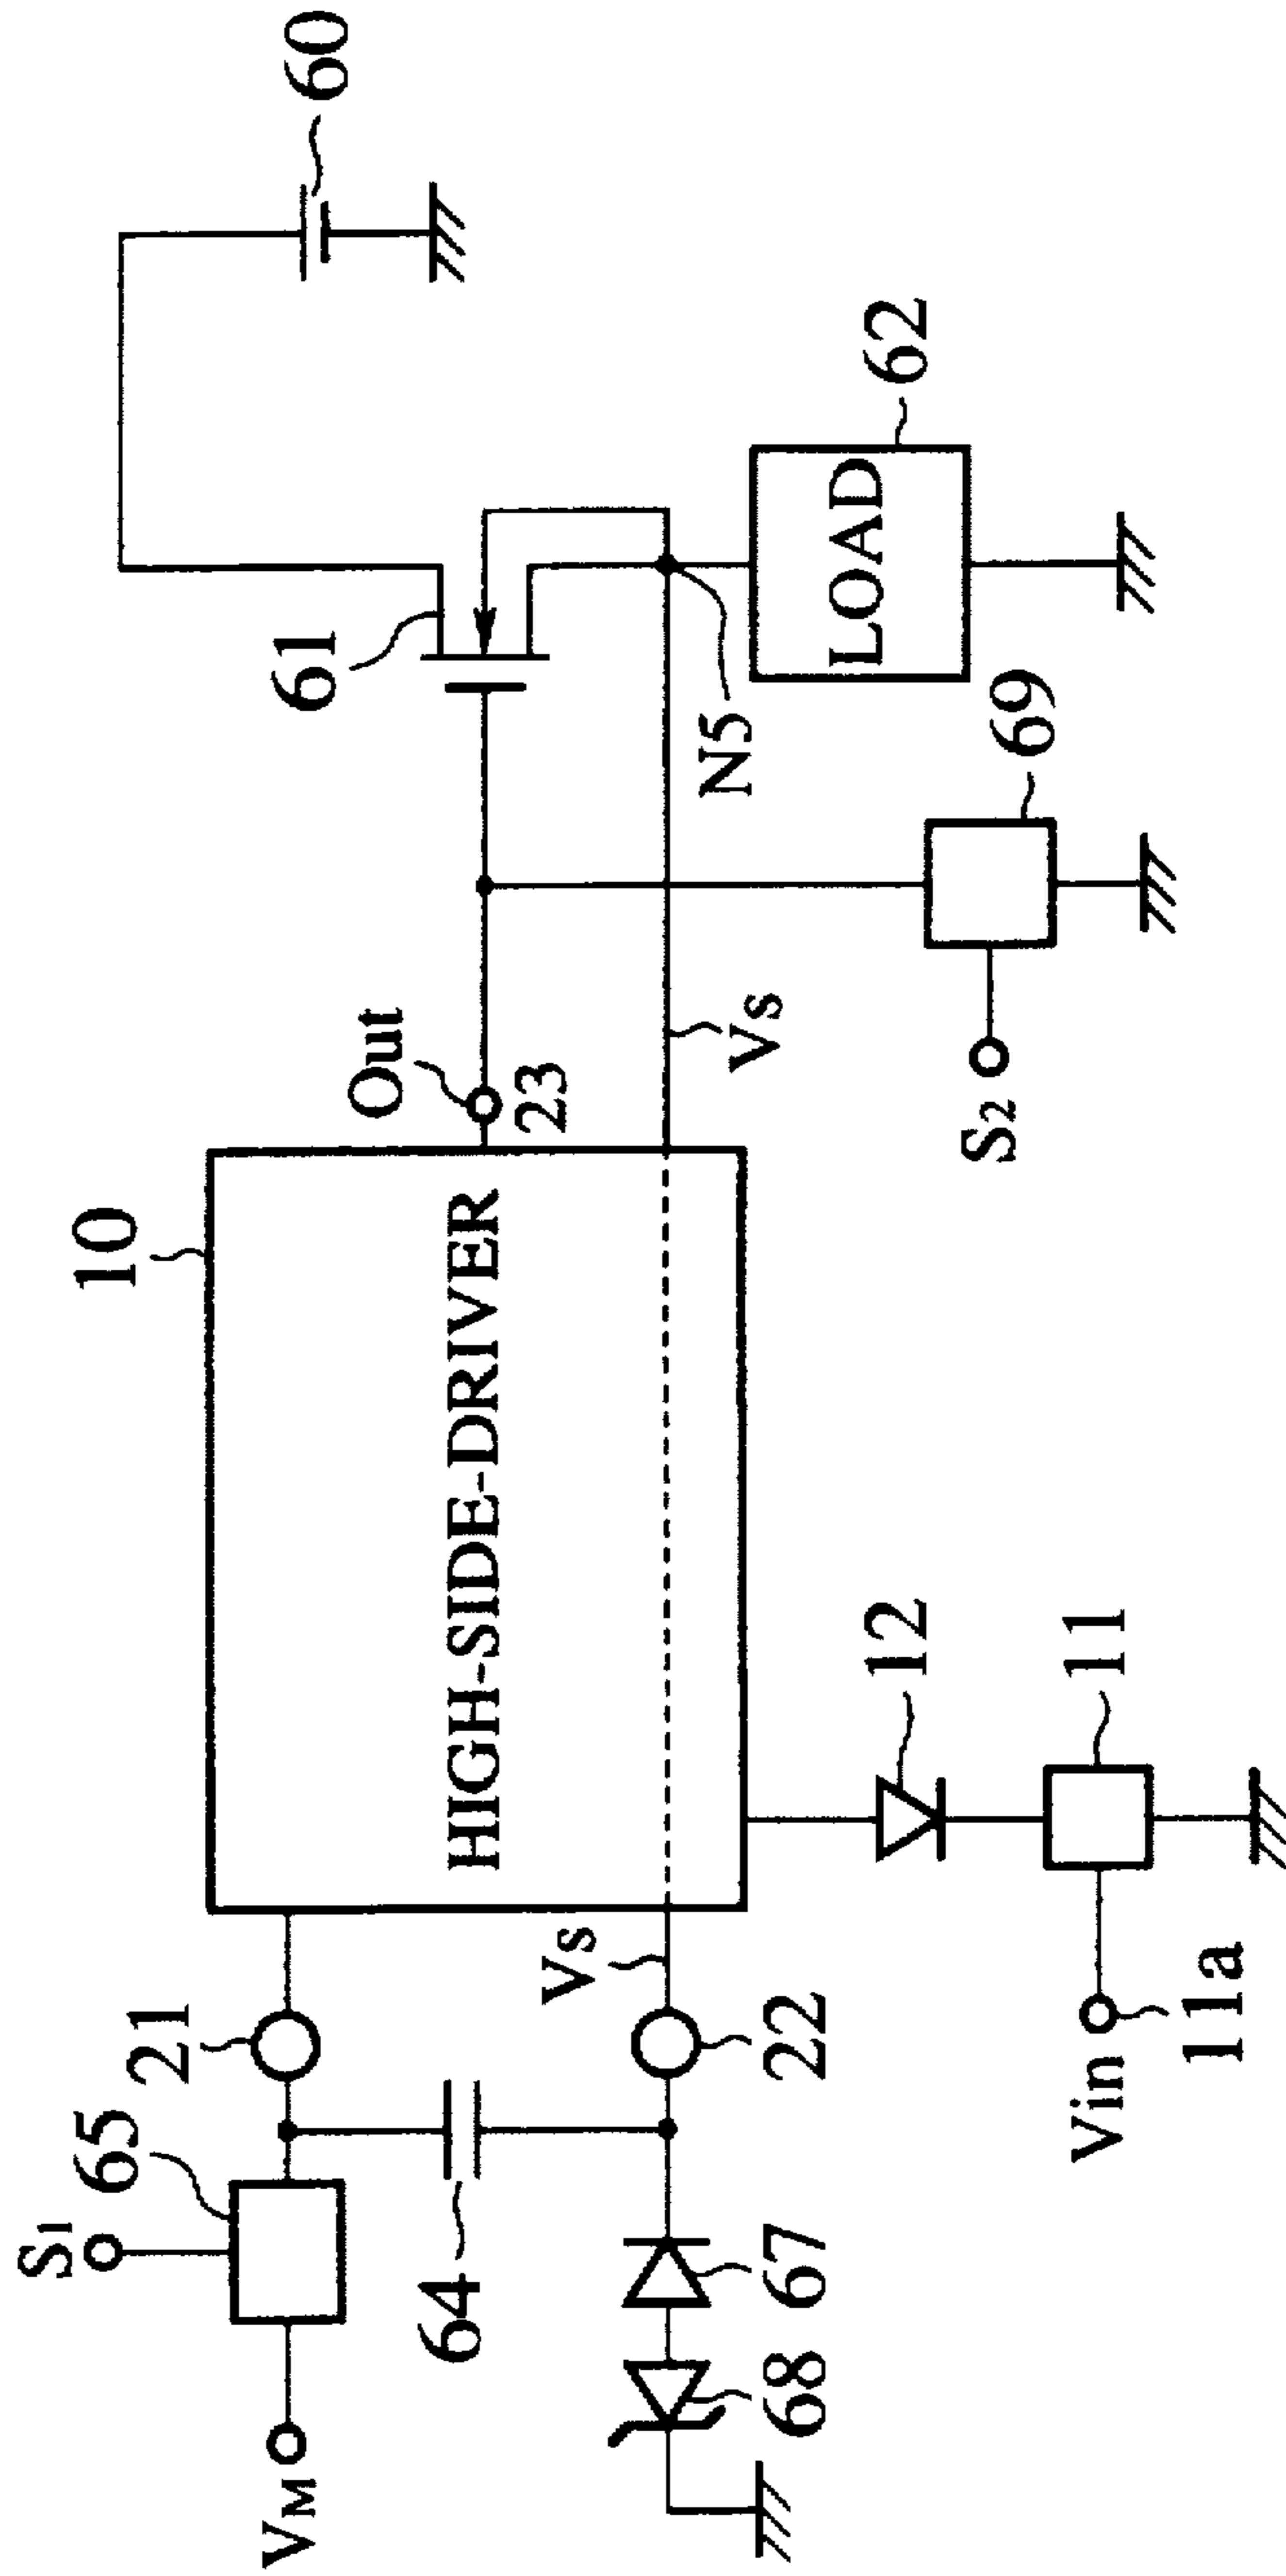 10
60
S1
65
21
61
Out
VM
HIGH-SIDE-DRIVER
23
64
Vs
Vs
N5
LOAD
62
68
67
22
12
69
S2
Vin
11a
11